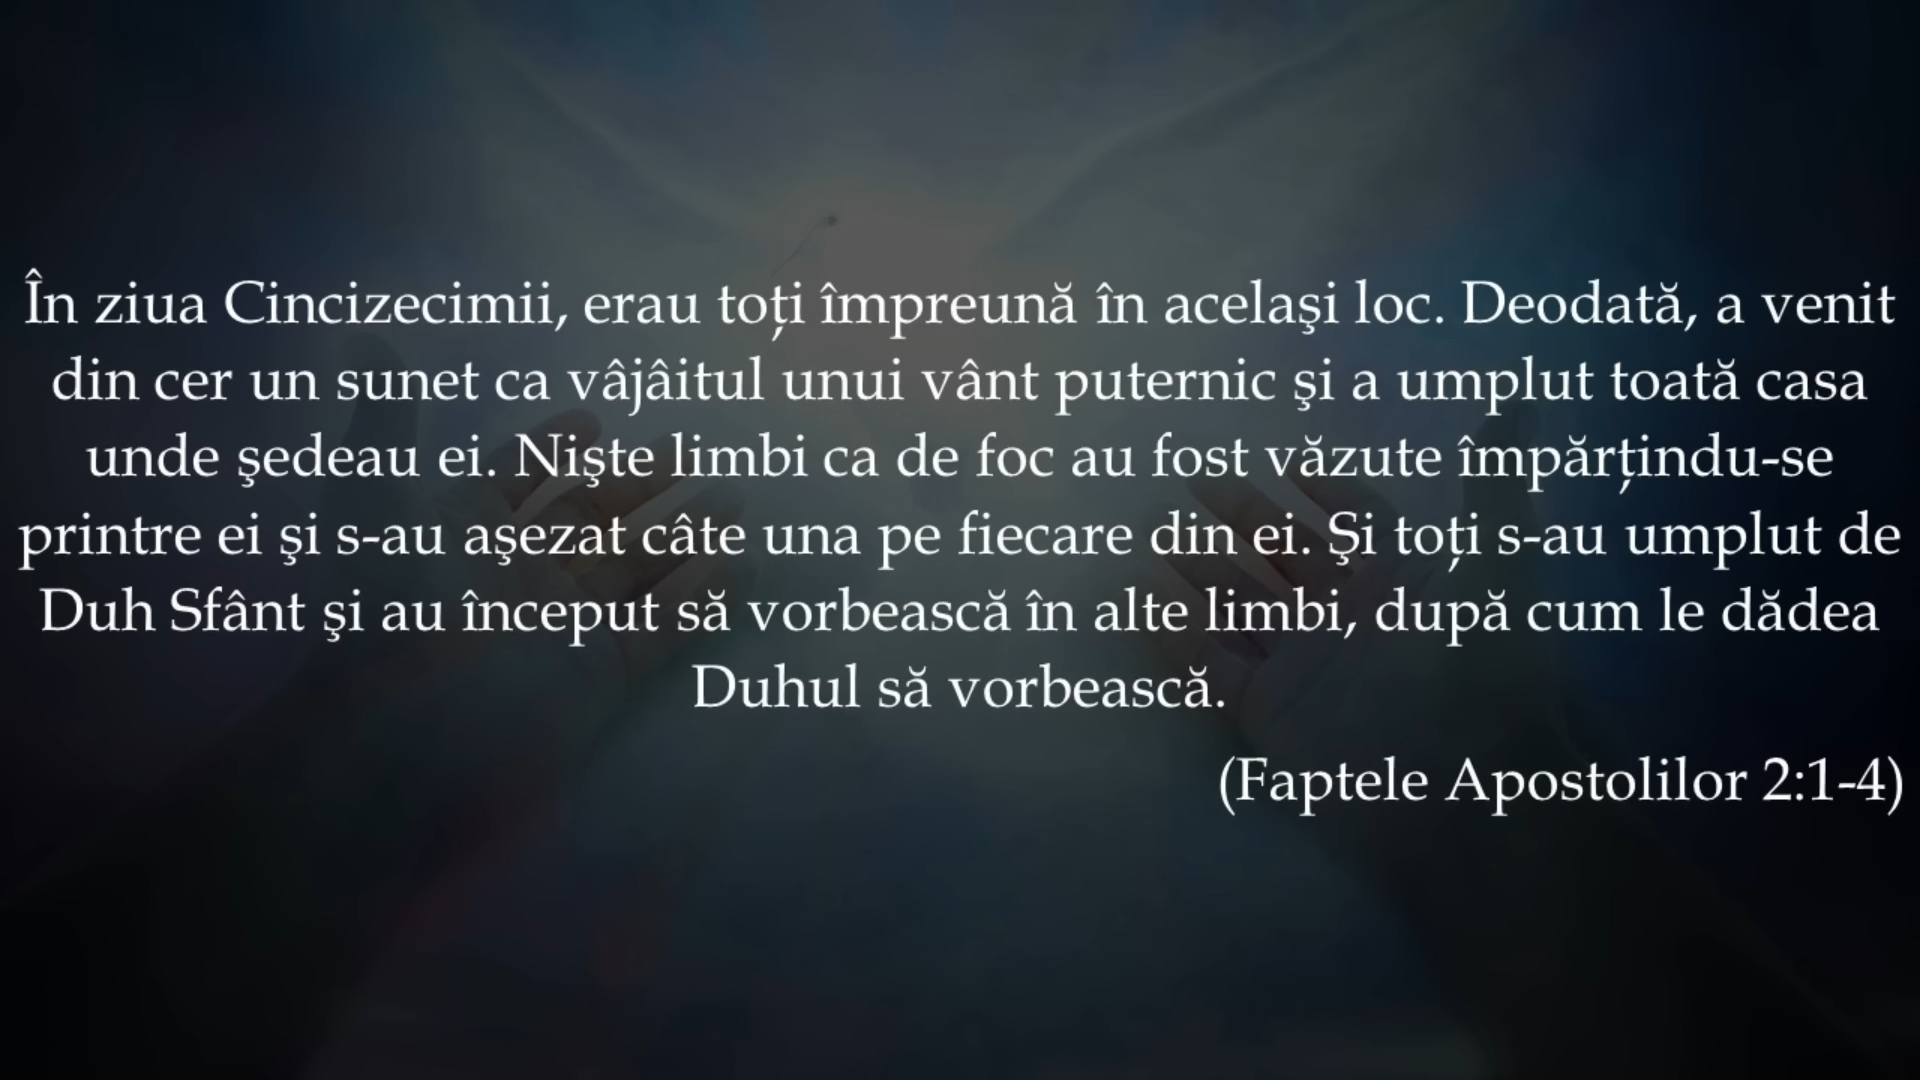 În ziua Cincizecimii, erau toți împreună în acelaşi loc. Deodată, a venit
din cer un sunet ca vâjâitul unui vânt puternic şi a umplut toată casa
unde şedeau ei. Nişte limbi ca de foc au fost văzute împărțindu-se
printre ei şi s-au aşezat câte una pe fiecare din ei. Şi toți s-au umplut de
Duh Sfânt şi au început să vorbească în alte limbi, după cum le dădea
Duhul să vorbească.
(Faptele Apostolilor 2:1-4)